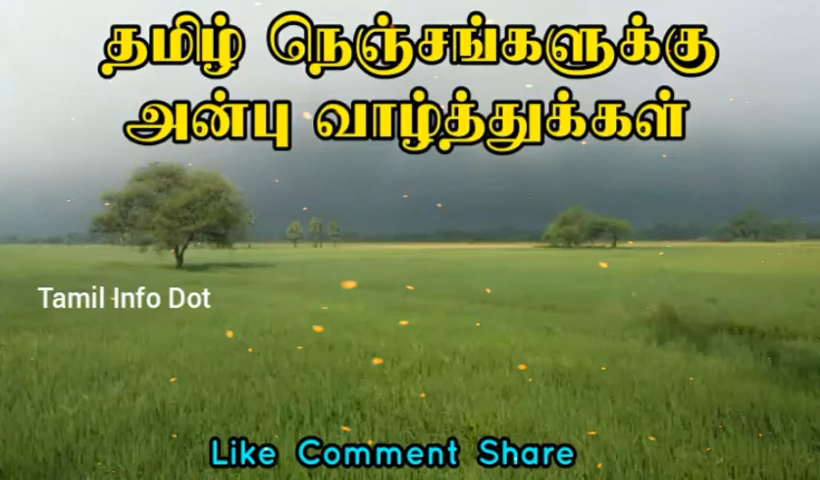 தமிழ் நெஞ்சங்களுக்கு
அன்பு வாழ்த்துக்கள்
Tamil Info Dot
Like Comment Share